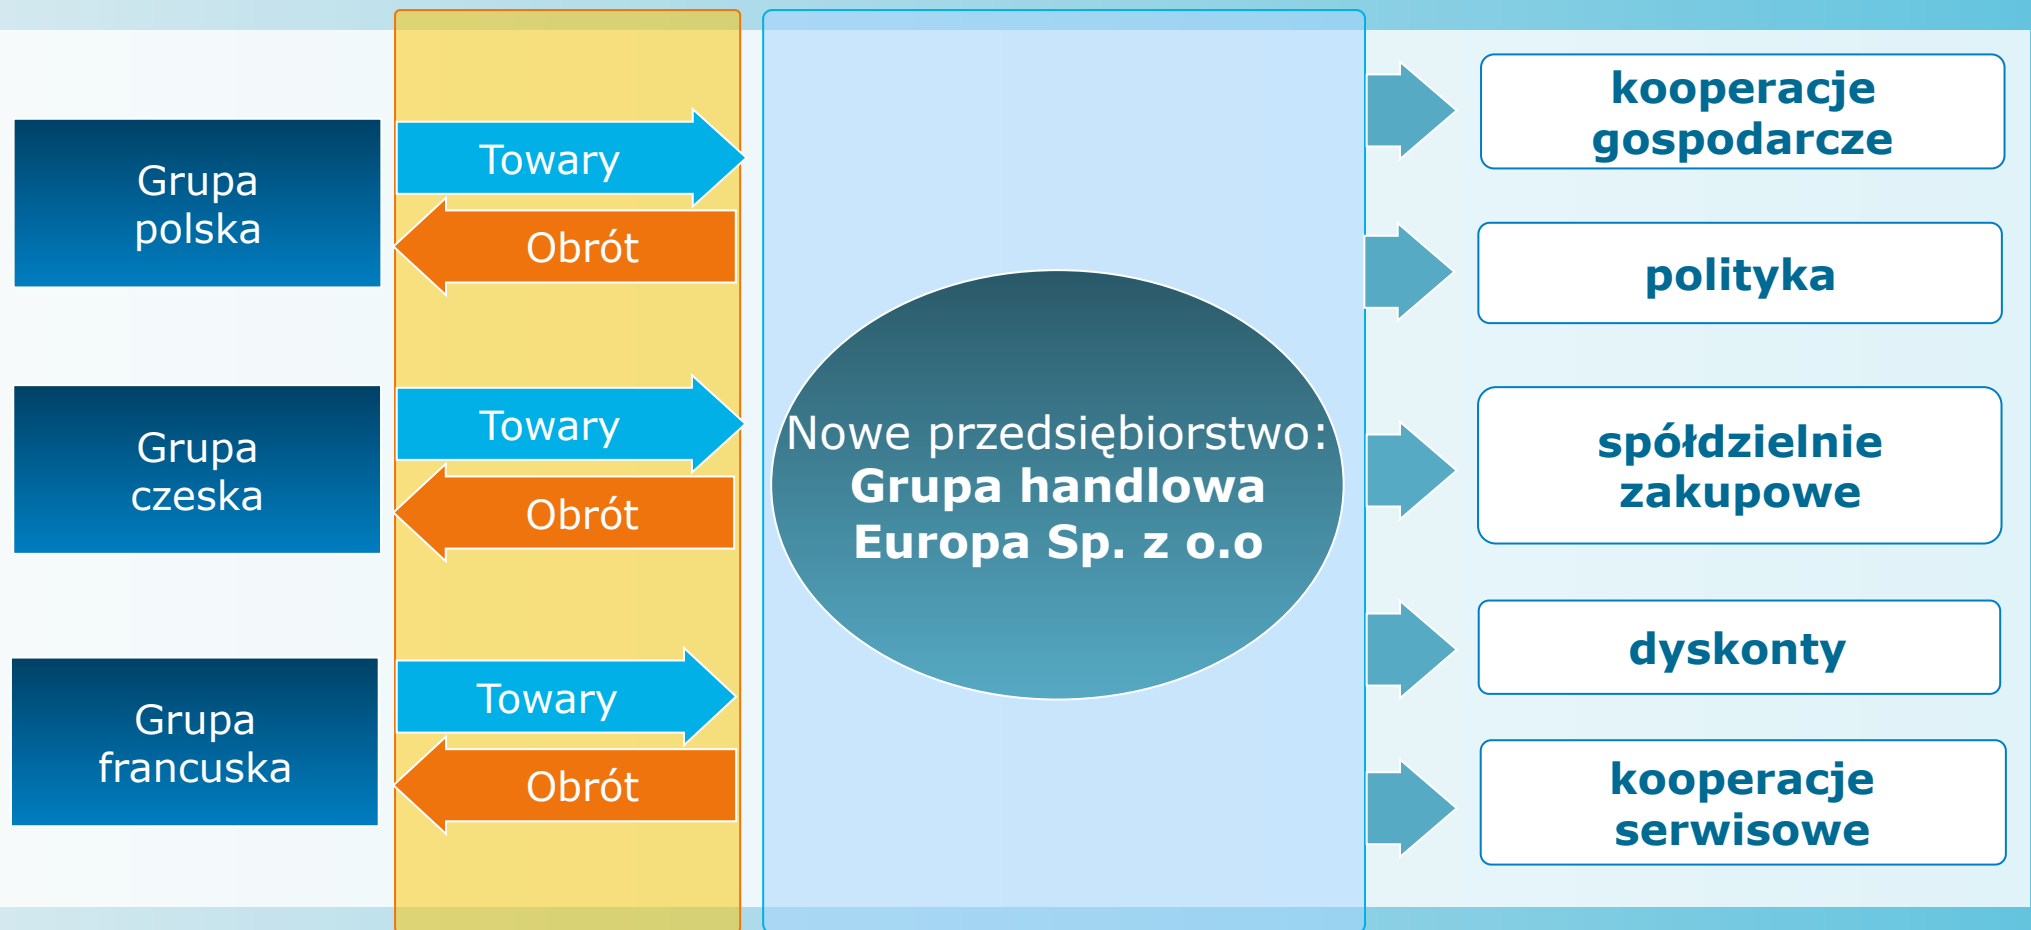 Grupa
polska
Towary
Obrót
Grupa
czeska
Towary
Obrót
Grupa
francuska
Towary
Obrót
Nowe przedsiębiorstwo:
Grupa handlowa
Europa Sp. z o.o
kooperacje
gospodarcze
polityka
spółdzielnie
zakupowe
dyskonty
kooperacje
serwisowe